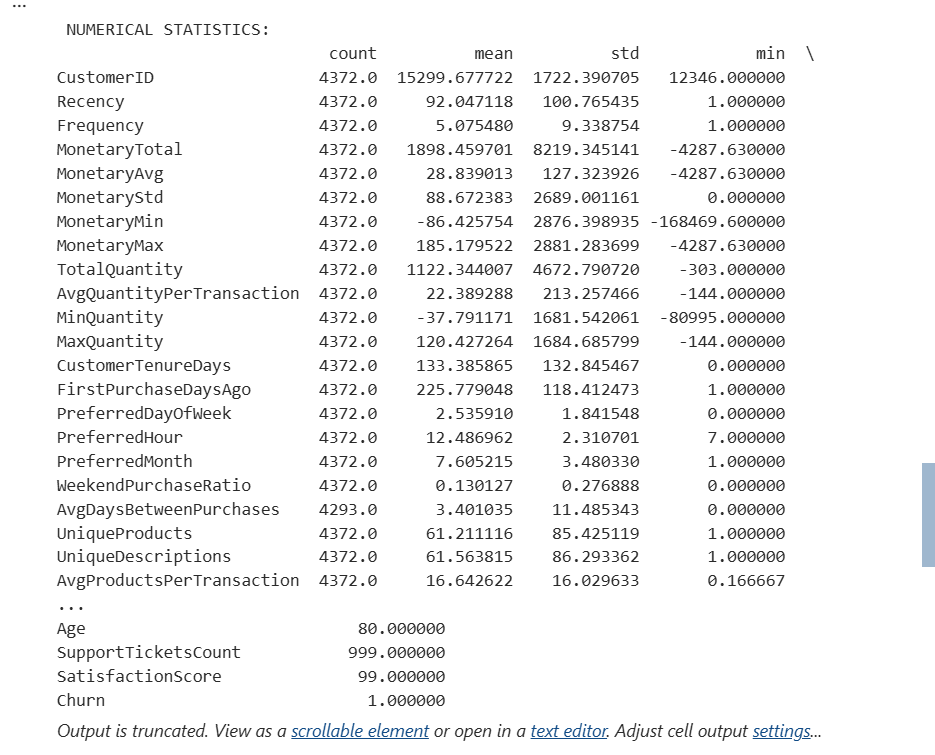 ...
NUMERICAL STATISTICS:
count mean std min \
CustomerID 4372.0 15299.677722 1722.390705 12346.000000
Recency 4372.0 92.047118 100.765435 1.000000
Frequency 4372.0 5.075480 9.338754 1.000000
MonetaryTotal 4372.0 1898.459701 8219.345141 -4287.630000
MonetaryAvg 4372.0 28.839013 127.323926 -4287.630000
MonetaryStd 4372.0 88.672383 2689.001161 0.000000
MonetaryMin 4372.0 -86.425754 2876.398935 -168469.600000
MonetaryMax 4372.0 185.179522 2881.283699 -4287.630000
TotalQuantity 4372.0 1122.344007 4672.790720 -303.000000
AvgQuantityPerTransaction 4372.0 22.389288 213.257466 -144.000000
MinQuantity 4372.0 -37.791171 1681.542061 -80995.000000
MaxQuantity 4372.0 120.427264 1684.685799 -144.000000
CustomerTenureDays 4372.0 133.385865 132.845467 0.000000
FirstPurchaseDaysAgo 4372.0 225.779048 118.412473 1.000000
PreferredDayOfWeek 4372.0 2.535910 1.841548 0.000000
PreferredHour 4372.0 12.486962 2.310701 7.000000
PreferredMonth 4372.0 7.605215 3.480330 1.000000
WeekendPurchaseRatio 4372.0 0.130127 0.276888 0.000000
AvgDaysBetweenPurchases 4293.0 3.401035 11.485343 0.000000
UniqueProducts 4372.0 61.211116 85.425119 1.000000
UniqueDescriptions 4372.0 61.563815 86.293362 1.000000
AvgProductsPerTransaction 4372.0 16.642622 16.029633 0.166667
...
Age 80.000000
SupportTicketsCount 999.000000
SatisfactionScore 99.000000
Churn 1.000000
Output is truncated. View as a scrollable element or open in a text editor. Adjust cell output settings...